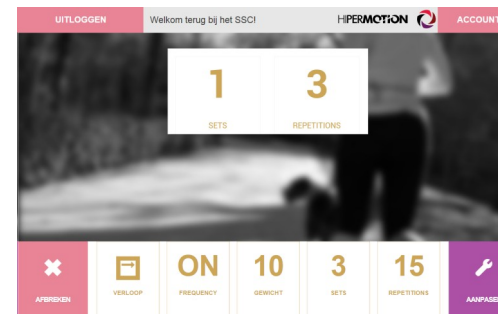 UITLOGGEN
Welkom terug bij het SSC!
HIPERMOTION
ACCOUNT
1
3
SETS
REPETITIONS
ON
10
3
15
AFBREKEN
VERLOOP
FREQUENCY
GEWICHT
SETS
REPETITIONS
AANPASSEN